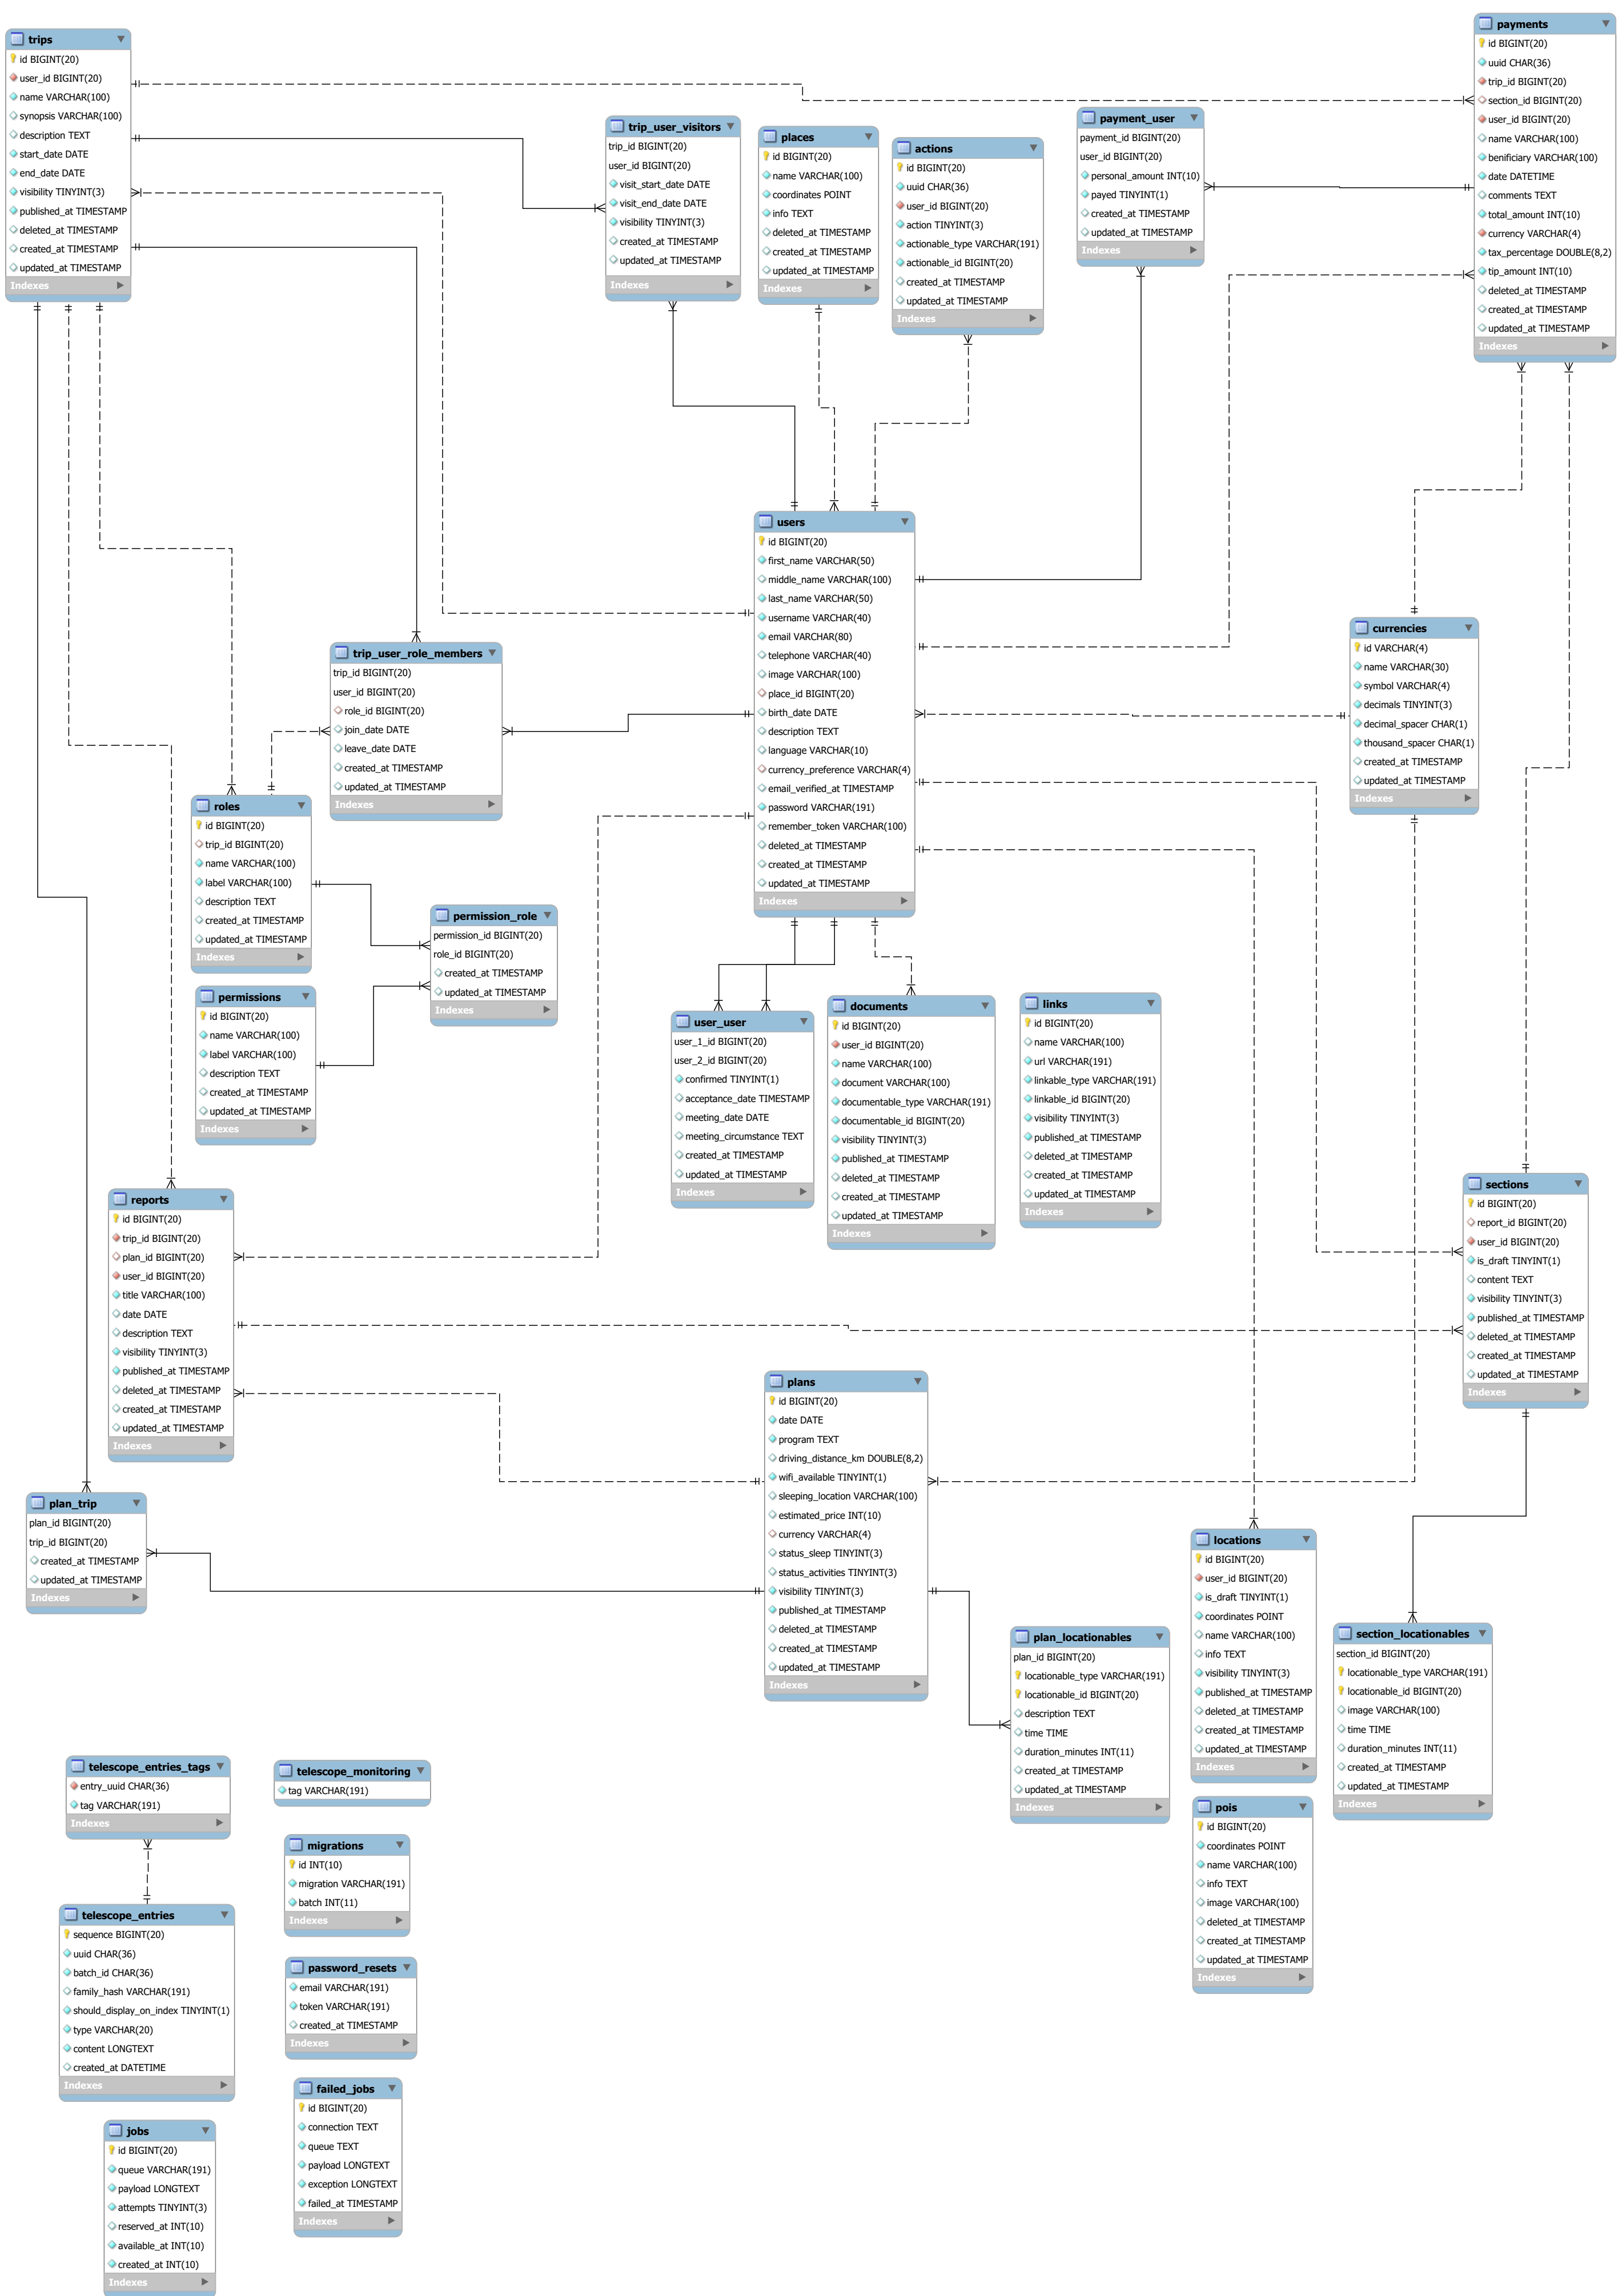 trips
id BIGINT(20)
user_id BIGINT(20)
name VARCHAR(100)
synopsis VARCHAR(100)
description TEXT
start_date DATE
end_date DATE
visibility TINYINT(3)
published_at TIMESTAMP
deleted_at TIMESTAMP
created_at TIMESTAMP
updated_at TIMESTAMP
Indexes
payments
id BIGINT(20)
uuid CHAR(36)
trip_id BIGINT(20)
section_id BIGINT(20)
user_id BIGINT(20)
name VARCHAR(100)
benificiary VARCHAR(100)
date DATETIME
comments TEXT
total_amount INT(10)
currency VARCHAR(4)
tax_percentage DOUBLE(8,2)
tip_amount INT(10)
deleted_at TIMESTAMP
created_at TIMESTAMP
updated_at TIMESTAMP
Indexes
trip_user_visitors
trip_id BIGINT(20)
user_id BIGINT(20)
visit_start_date DATE
visit_end_date DATE
visibility TINYINT(3)
created_at TIMESTAMP
updated_at TIMESTAMP
Indexes
places
id BIGINT(20)
name VARCHAR(100)
coordinates POINT
info TEXT
deleted_at TIMESTAMP
created_at TIMESTAMP
updated_at TIMESTAMP
Indexes
actions
id BIGINT(20)
uuid CHAR(36)
user_id BIGINT(20)
action TINYINT(3)
actionable_type VARCHAR(191)
actionable_id BIGINT(20)
created_at TIMESTAMP
updated_at TIMESTAMP
Indexes
payment_user
payment_id BIGINT(20)
user_id BIGINT(20)
personal_amount INT(10)
payed TINYINT(1)
created_at TIMESTAMP
updated_at TIMESTAMP
Indexes
users
id BIGINT(20)
first_name VARCHAR(50)
middle_name VARCHAR(100)
last_name VARCHAR(50)
username VARCHAR(40)
email VARCHAR(80)
telephone VARCHAR(40)
image VARCHAR(100)
place_id BIGINT(20)
birth_date DATE
description TEXT
language VARCHAR(10)
currency_preference VARCHAR(4)
email_verified_at TIMESTAMP
password VARCHAR(191)
remember_token VARCHAR(100)
deleted_at TIMESTAMP
created_at TIMESTAMP
updated_at TIMESTAMP
Indexes
currencies
id VARCHAR(4)
name VARCHAR(30)
symbol VARCHAR(4)
decimals TINYINT(3)
decimal_spacer CHAR(1)
thousand_spacer CHAR(1)
created_at TIMESTAMP
updated_at TIMESTAMP
Indexes
trip_user_role_members
trip_id BIGINT(20)
user_id BIGINT(20)
role_id BIGINT(20)
join_date DATE
leave_date DATE
created_at TIMESTAMP
updated_at TIMESTAMP
Indexes
roles
id BIGINT(20)
trip_id BIGINT(20)
name VARCHAR(100)
label VARCHAR(100)
description TEXT
created_at TIMESTAMP
updated_at TIMESTAMP
Indexes
permission_role
permission_id BIGINT(20)
role_id BIGINT(20)
created_at TIMESTAMP
updated_at TIMESTAMP
Indexes
permissions
id BIGINT(20)
name VARCHAR(100)
label VARCHAR(100)
description TEXT
created_at TIMESTAMP
updated_at TIMESTAMP
Indexes
user_user
user_1_id BIGINT(20)
user_2_id BIGINT(20)
confirmed TINYINT(1)
acceptance_date TIMESTAMP
meeting_date DATE
meeting_circumstance TEXT
created_at TIMESTAMP
updated_at TIMESTAMP
Indexes
documents
id BIGINT(20)
user_id BIGINT(20)
name VARCHAR(100)
document VARCHAR(100)
documentable_type VARCHAR(191)
documentable_id BIGINT(20)
visibility TINYINT(3)
published_at TIMESTAMP
deleted_at TIMESTAMP
created_at TIMESTAMP
updated_at TIMESTAMP
Indexes
links
id BIGINT(20)
name VARCHAR(100)
url VARCHAR(191)
linkable_type VARCHAR(191)
linkable_id BIGINT(20)
visibility TINYINT(3)
published_at TIMESTAMP
deleted_at TIMESTAMP
created_at TIMESTAMP
updated_at TIMESTAMP
Indexes
reports
id BIGINT(20)
trip_id BIGINT(20)
plan_id BIGINT(20)
user_id BIGINT(20)
title VARCHAR(100)
date DATE
description TEXT
visibility TINYINT(3)
published_at TIMESTAMP
deleted_at TIMESTAMP
created_at TIMESTAMP
updated_at TIMESTAMP
Indexes
sections
id BIGINT(20)
report_id BIGINT(20)
user_id BIGINT(20)
is_draft TINYINT(1)
content TEXT
visibility TINYINT(3)
published_at TIMESTAMP
deleted_at TIMESTAMP
created_at TIMESTAMP
updated_at TIMESTAMP
Indexes
plans
id BIGINT(20)
date DATE
program TEXT
driving_distance_km DOUBLE(8,2)
wifi_available TINYINT(1)
sleeping_location VARCHAR(100)
estimated_price INT(10)
currency VARCHAR(4)
status_sleep TINYINT(3)
status_activities TINYINT(3)
visibility TINYINT(3)
published_at TIMESTAMP
deleted_at TIMESTAMP
created_at TIMESTAMP
updated_at TIMESTAMP
Indexes
plan_trip
plan_id BIGINT(20)
trip_id BIGINT(20)
created_at TIMESTAMP
updated_at TIMESTAMP
Indexes
locations
id BIGINT(20)
user_id BIGINT(20)
is_draft TINYINT(1)
coordinates POINT
name VARCHAR(100)
info TEXT
visibility TINYINT(3)
published_at TIMESTAMP
deleted_at TIMESTAMP
created_at TIMESTAMP
updated_at TIMESTAMP
Indexes
plan_locationables
plan_id BIGINT(20)
locationable_type VARCHAR(191)
locationable_id BIGINT(20)
description TEXT
time TIME
duration_minutes INT(11)
created_at TIMESTAMP
updated_at TIMESTAMP
Indexes
section_locationables
section_id BIGINT(20)
locationable_type VARCHAR(191)
locationable_id BIGINT(20)
image VARCHAR(100)
time TIME
duration_minutes INT(11)
created_at TIMESTAMP
updated_at TIMESTAMP
Indexes
pois
id BIGINT(20)
coordinates POINT
name VARCHAR(100)
info TEXT
image VARCHAR(100)
deleted_at TIMESTAMP
created_at TIMESTAMP
updated_at TIMESTAMP
Indexes
telescope_entries_tags
entry_uuid CHAR(36)
tag VARCHAR(191)
Indexes
telescope_monitoring
tag VARCHAR(191)
migrations
id INT(10)
migration VARCHAR(191)
batch INT(11)
Indexes
telescope_entries
sequence BIGINT(20)
uuid CHAR(36)
batch_id CHAR(36)
family_hash VARCHAR(191)
should_display_on_index TINYINT(1)
type VARCHAR(20)
content LONGTEXT
created_at DATETIME
Indexes
password_resets
email VARCHAR(191)
token VARCHAR(191)
created_at TIMESTAMP
Indexes
failed_jobs
id BIGINT(20)
connection TEXT
queue TEXT
payload LONGTEXT
exception LONGTEXT
failed_at TIMESTAMP
Indexes
jobs
id BIGINT(20)
queue VARCHAR(191)
payload LONGTEXT
attempts TINYINT(3)
reserved_at INT(10)
available_at INT(10)
created_at INT(10)
Indexes